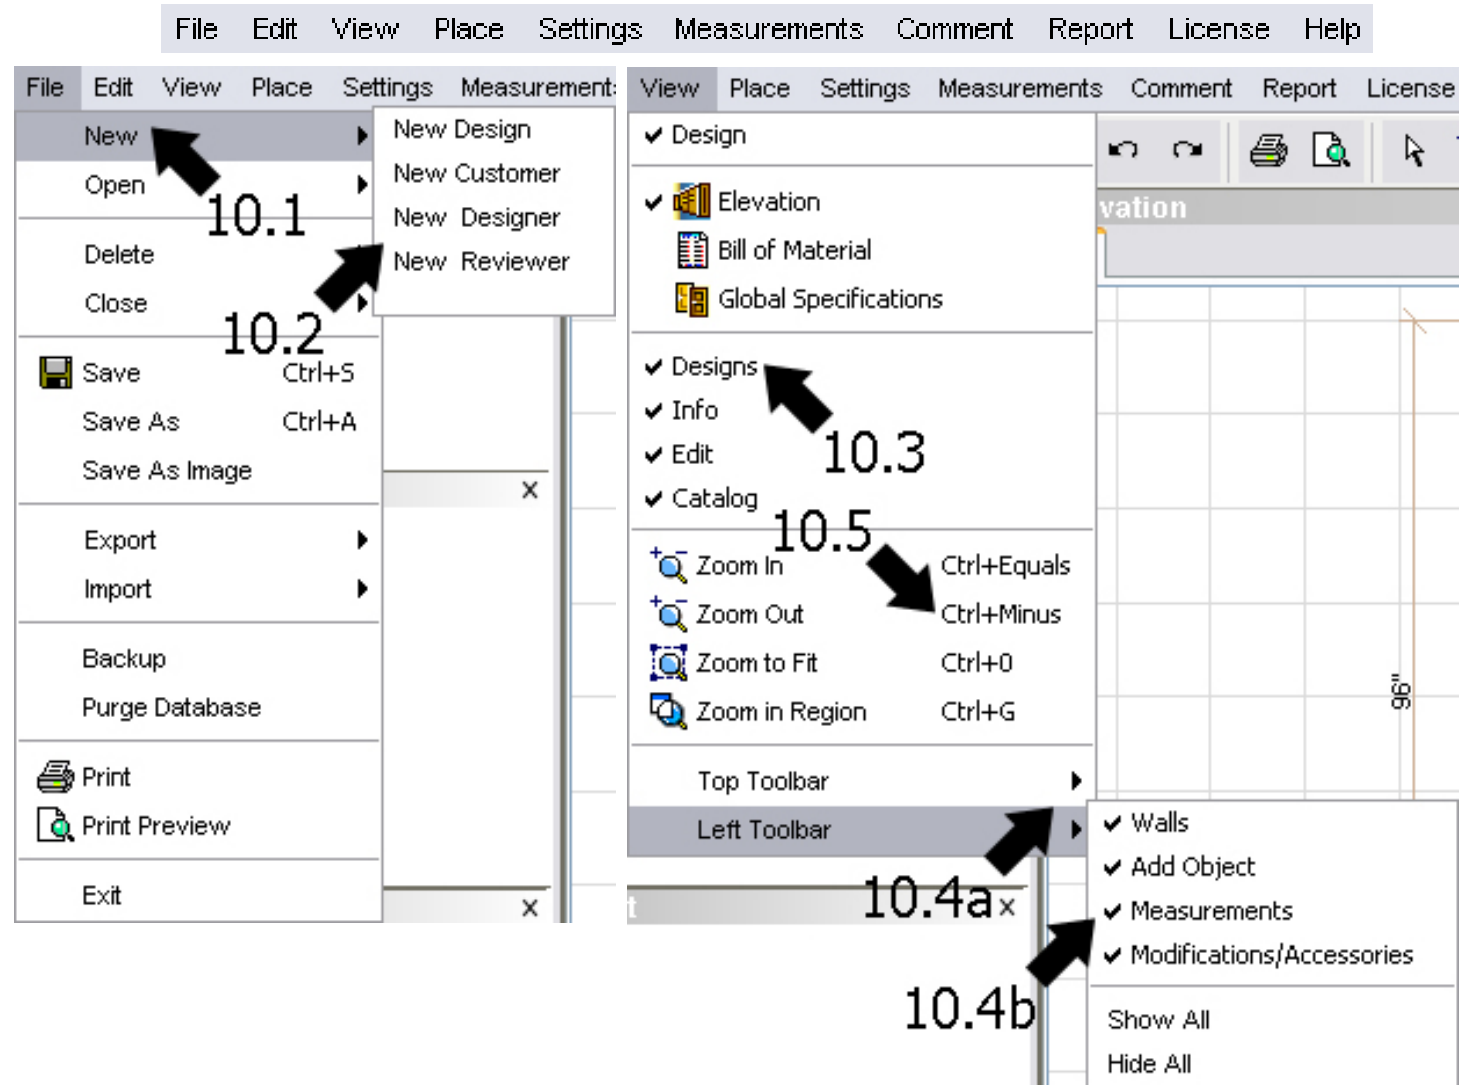 File Edit View Place Settings Measurements Comment Report License Help
File Edit View Place Settings Measurement
New
Open
Delete
Close
Save Ctrl+S
Save As Ctrl+A
Save As Image
Export
Import
Backup
Purge Database
Print
Print Preview
Exit
New Design
New Customer
New Designer
New Reviewer
10.1
10.2
x
x
View Place Settings Measurements Comment Report License
Design
Elevation
Bill of Material
Global Specifications
Designs
Info
Edit
Catalog
Zoom In Ctrl+Equals
Zoom Out Ctrl+Minus
Zoom to Fit Ctrl+0
Zoom in Region Ctrl+G
Top Toolbar
Left Toolbar
10.3
10.5
10.4a
x
10.4b
vation
96"
Walls
Add Object
Measurements
Modifications/Accessories
Show All
Hide All